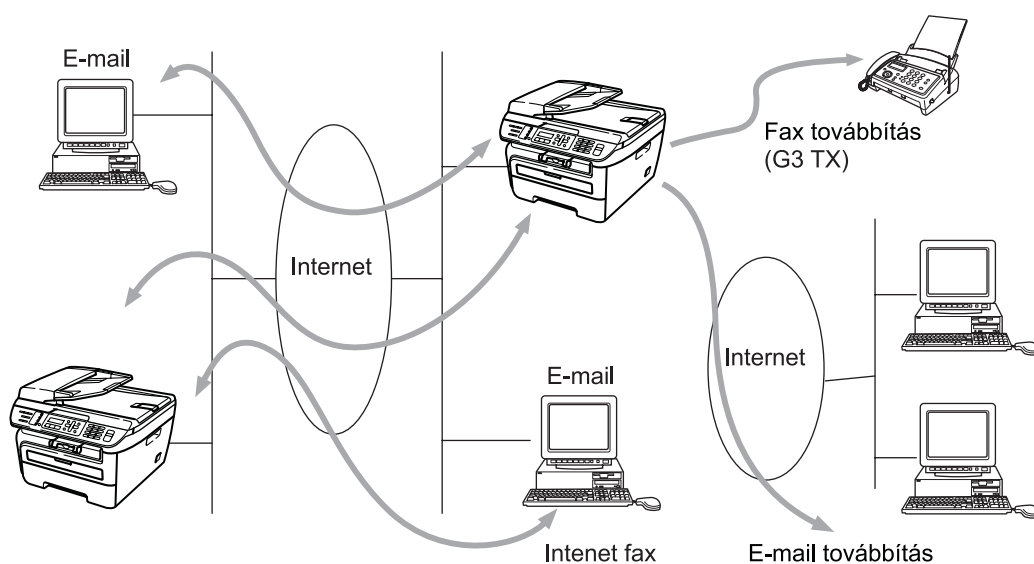 E-mail
Fax továbbítás
(G3 TX)
Internet
Internet
E-mail
Intenet fax
E-mail továbbítás